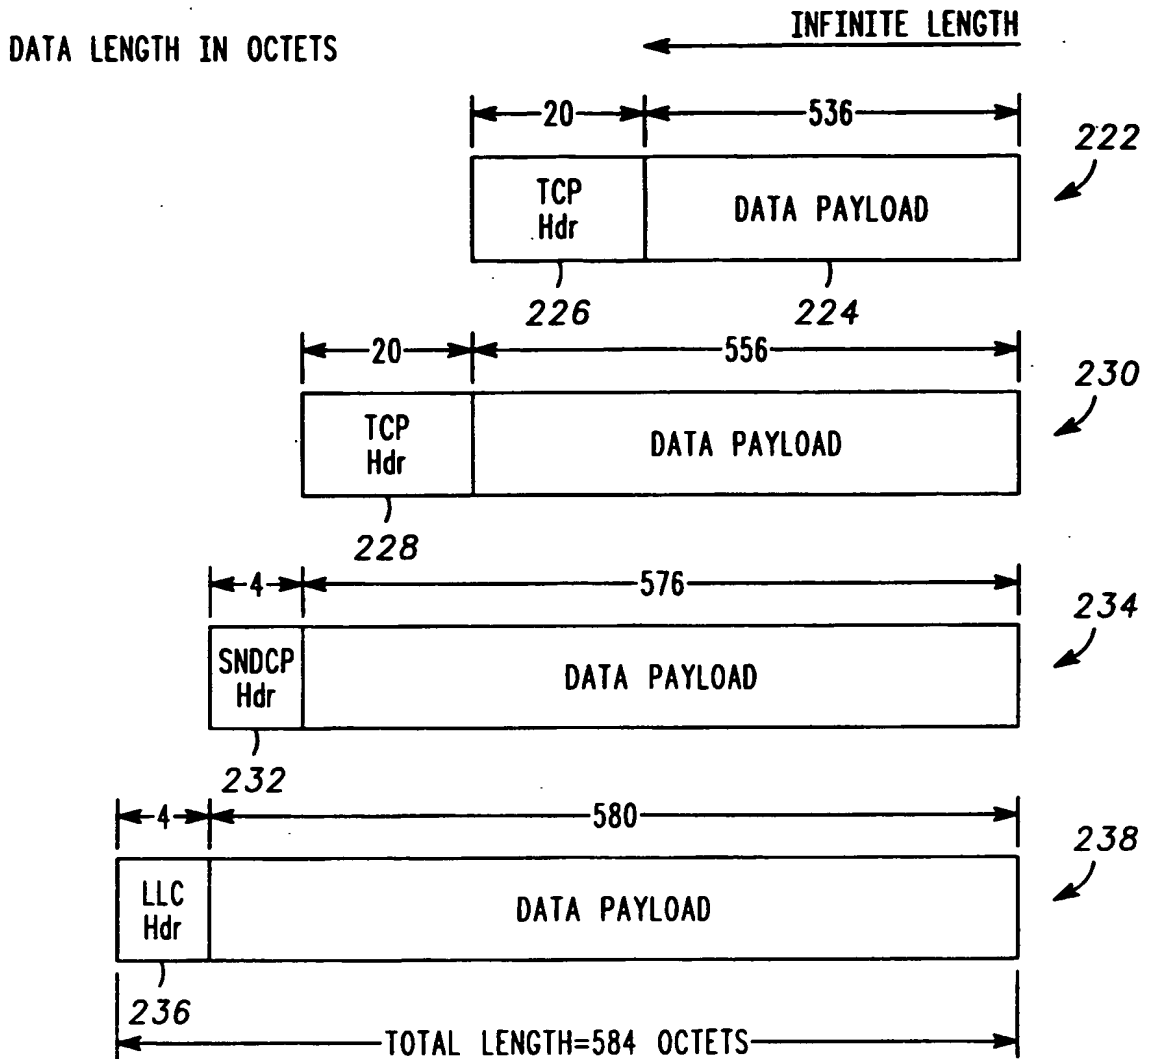 INFINITE LENGTH
DATA LENGTH IN OCTETS
20 536
222
TCP Hdr DATA PAYLOAD
226 224
20 556
230
TCP Hdr DATA PAYLOAD
228
4 576
234
SNDCP Hdr DATA PAYLOAD
232
4 580
238
LLC Hdr DATA PAYLOAD
236
TOTAL LENGTH=584 OCTETS